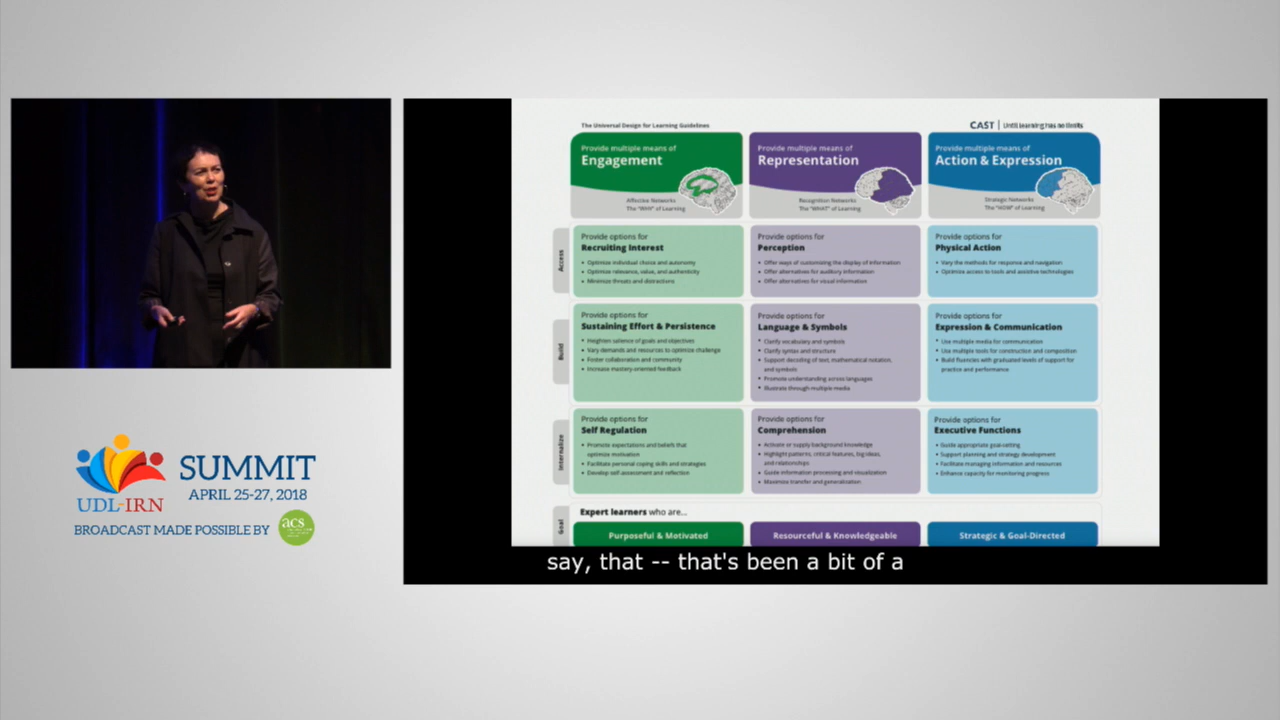 The Universal Design for Learning Guidelines
CAST | Until learning has no limits
Provide multiple means of
Engagement
Affective Networks
The "WHY" of Learning
Provide multiple means of
Representation
Recognition Networks
The "WHAT" of Learning
Provide multiple means of
Action & Expression
Strategic Networks
The "HOW" of Learning
Access
Provide options for
Recruiting Interest
• Optimize individual choice and autonomy
• Optimize relevance, value, and authenticity
• Minimize threats and distractions
Provide options for
Perception
• Offer ways of customizing the display of information
• Offer alternatives for auditory information
• Offer alternatives for visual information
Provide options for
Physical Action
• Vary the methods for response and navigation
• Optimize access to tools and assistive technologies
Build
Provide options for
Sustaining Effort & Persistence
• Heighten salience of goals and objectives
• Vary demands and resources to optimize challenge
• Foster collaboration and community
• Increase mastery-oriented feedback
Provide options for
Language & Symbols
• Clarify vocabulary and symbols
• Clarify syntax and structure
• Support decoding of text, mathematical notation,
and symbols
• Promote understanding across languages
• Illustrate through multiple media
Provide options for
Expression & Communication
• Use multiple media for communication
• Use multiple tools for construction and composition
• Build fluencies with graduated levels of support for
practice and performance
Internalize
Provide options for
Self Regulation
• Promote expectations and beliefs that
optimize motivation
• Facilitate personal coping skills and strategies
• Develop self-assessment and reflection
Provide options for
Comprehension
• Activate or supply background knowledge
• Highlight patterns, critical features, big ideas,
and relationships
• Guide information processing and visualization
• Maximize transfer and generalization
Provide options for
Executive Functions
• Guide appropriate goal-setting
• Support planning and strategy development
• Facilitate managing information and resources
• Enhance capacity for monitoring progress
Goal
Expert learners who are...
Purposeful & Motivated
Resourceful & Knowledgeable
Strategic & Goal-Directed
say, that -- that's been a bit of a
UDL-IRN
SUMMIT
APRIL 25-27, 2018
BROADCAST MADE POSSIBLE BY
acs